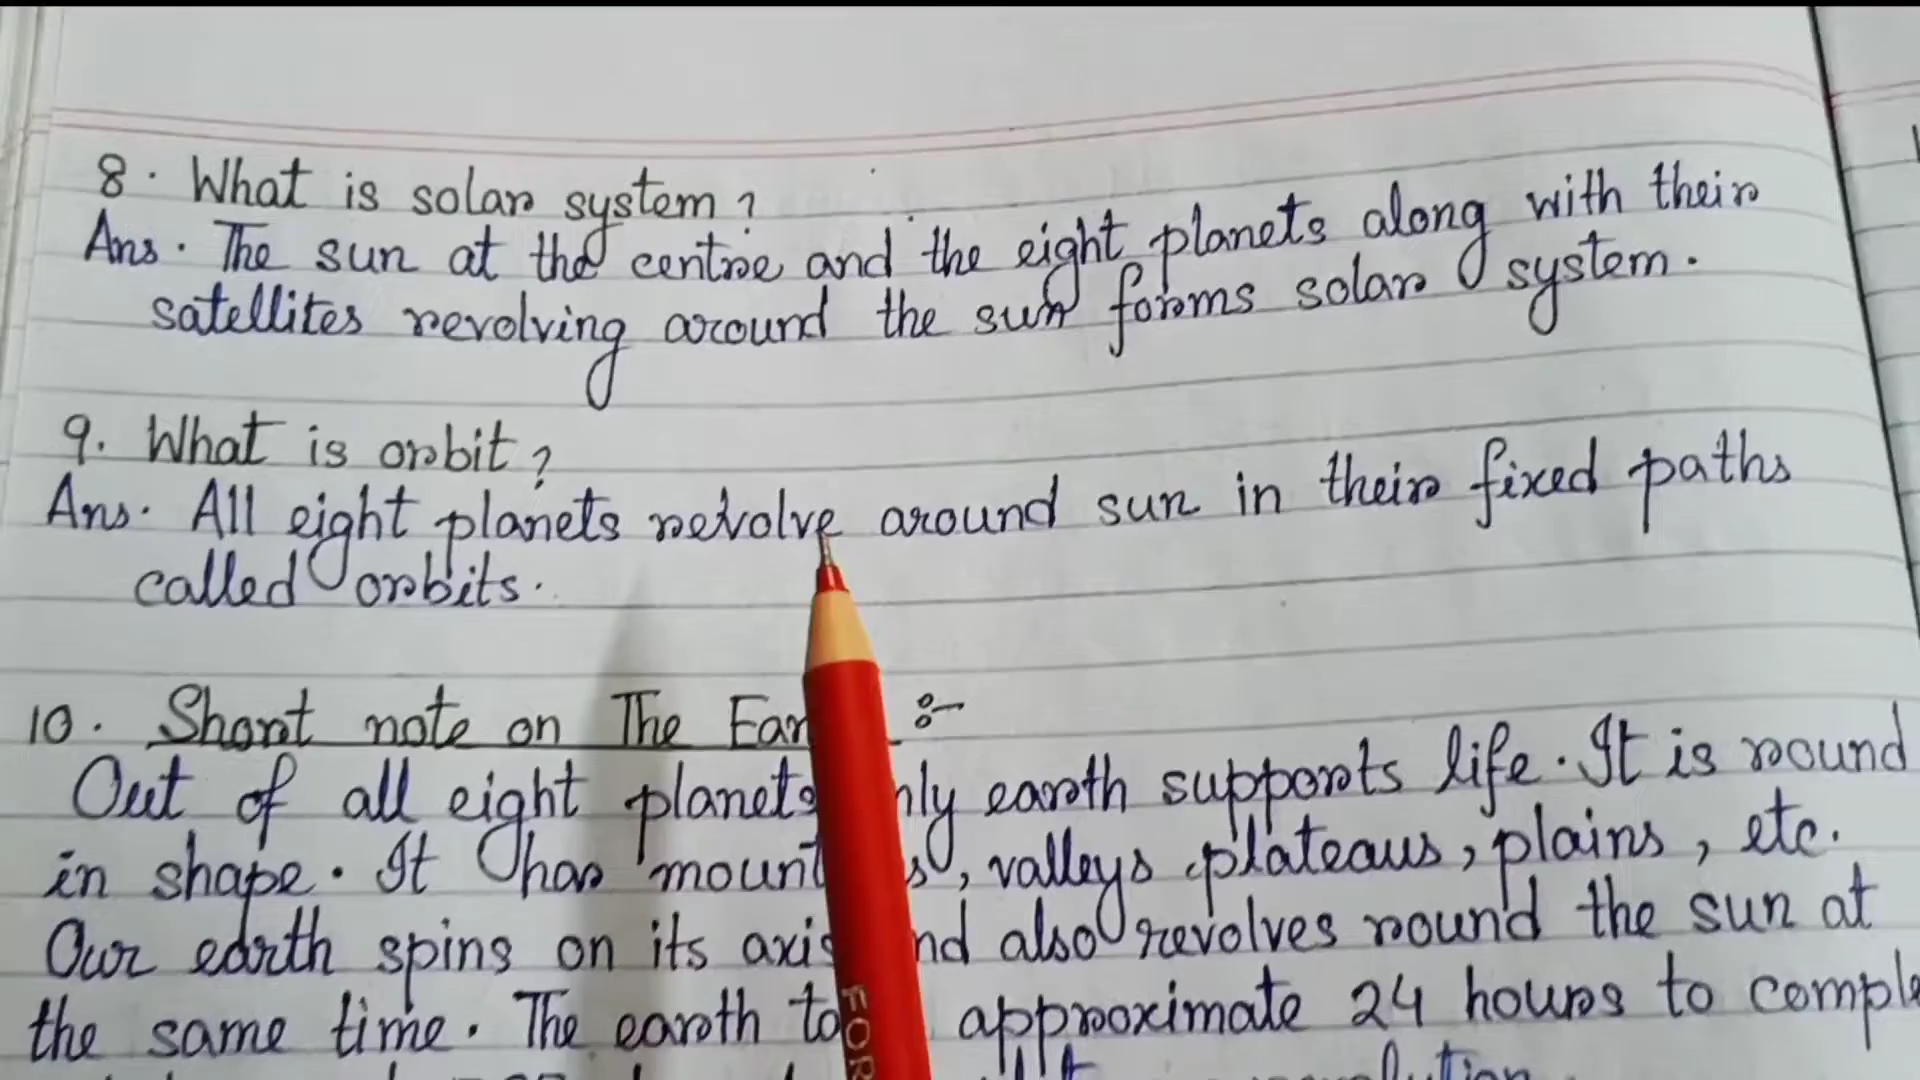 8. What is solar system?
Ans. The sun at the centre and the eight planets along with their
satellites revolving around the sun forms solar system.
9. What is orbit?
Ans. All eight planets revolve around sun in their fixed paths
called orbits.
10. Short note on The Ear :-
Out of all eight planets nly earth supports life. It is round
in shape. It has mount s, valleys, plateaus, plains, etc.
Our earth spins on its axis nd also revolves round the sun at
the same time. The earth to approximate 24 hours to comple
FOR